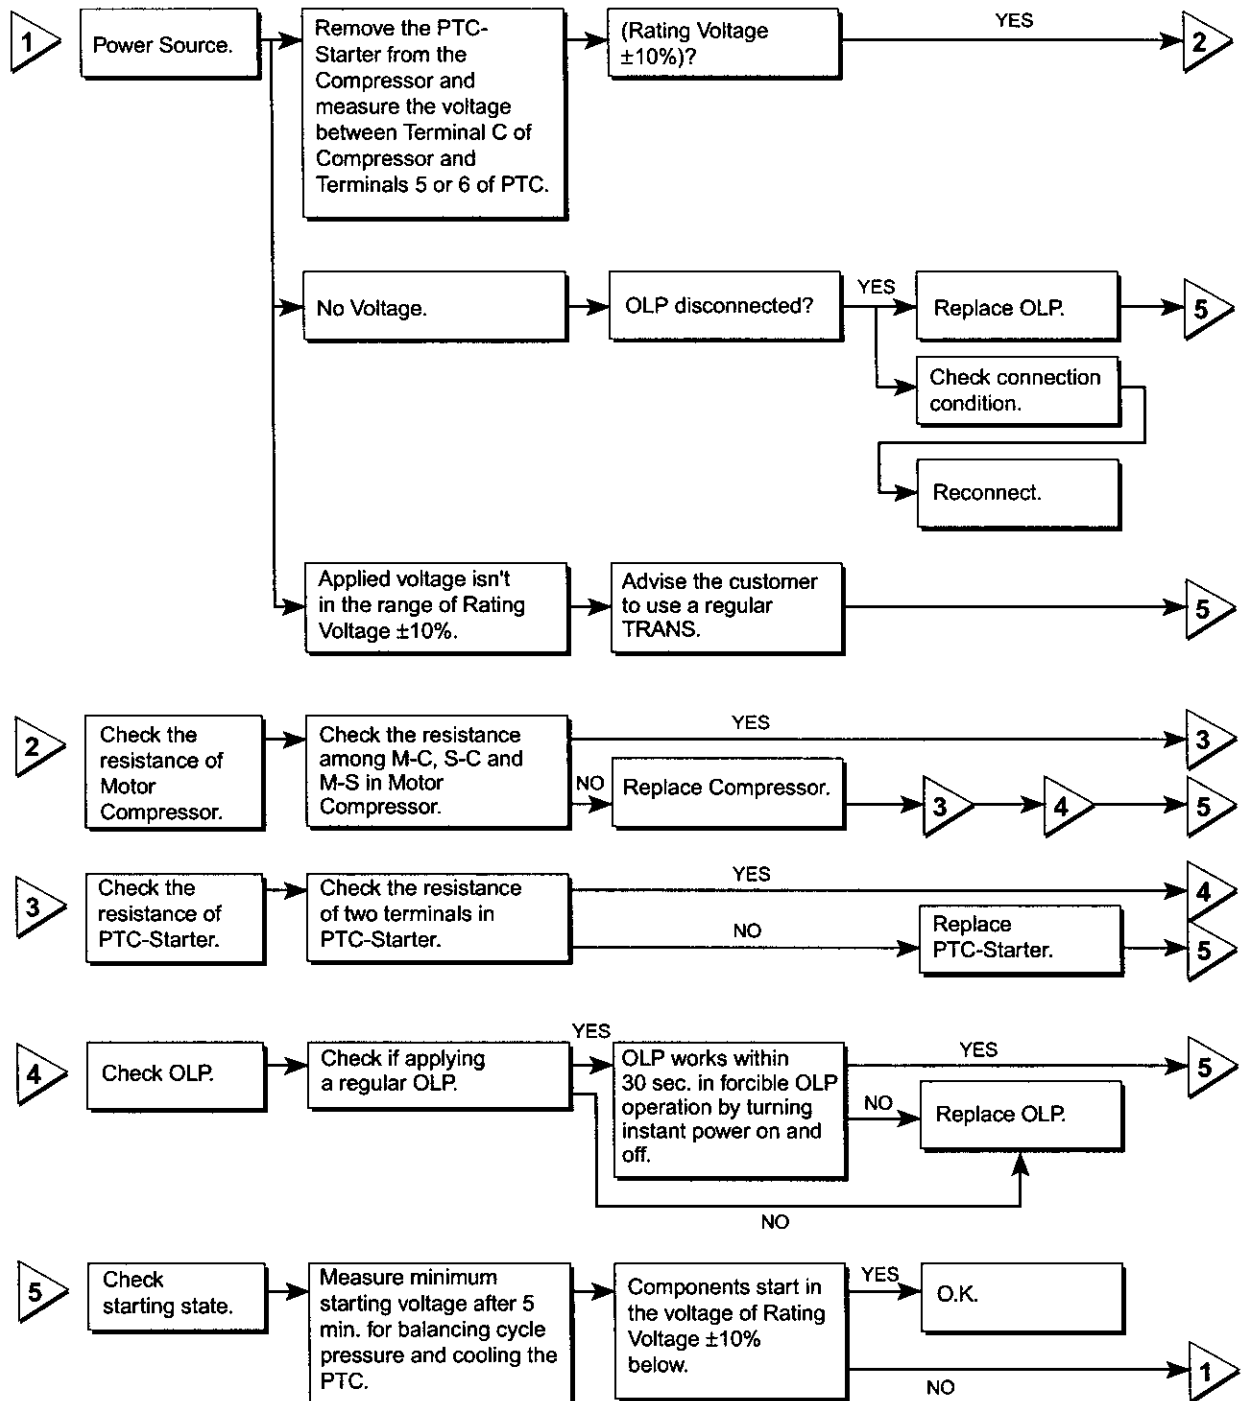 1
Power Source.
Remove the PTC-
Starter from the
Compressor and
measure the voltage
between Terminal C of
Compressor and
Terminals 5 or 6 of PTC.
(Rating Voltage
±10%)?
YES
2
No Voltage.
OLP disconnected?
YES
Replace OLP.
5
Check connection
condition.
Reconnect.
Applied voltage isn't
in the range of Rating
Voltage ±10%.
Advise the customer
to use a regular
TRANS.
5
2
Check the
resistance of
Motor
Compressor.
Check the resistance
among M-C, S-C and
M-S in Motor
Compressor.
YES
3
NO
Replace Compressor.
3
4
5
3
Check the
resistance of
PTC-Starter.
Check the resistance
of two terminals in
PTC-Starter.
YES
4
NO
Replace
PTC-Starter.
5
4
Check OLP.
Check if applying
a regular OLP.
YES
OLP works within
30 sec. in forcible OLP
operation by turning
instant power on and
off.
YES
5
NO
Replace OLP.
NO
5
Check
starting state.
Measure minimum
starting voltage after 5
min. for balancing cycle
pressure and cooling the
PTC.
Components start in
the voltage of Rating
Voltage ±10%
below.
YES
O.K.
NO
1